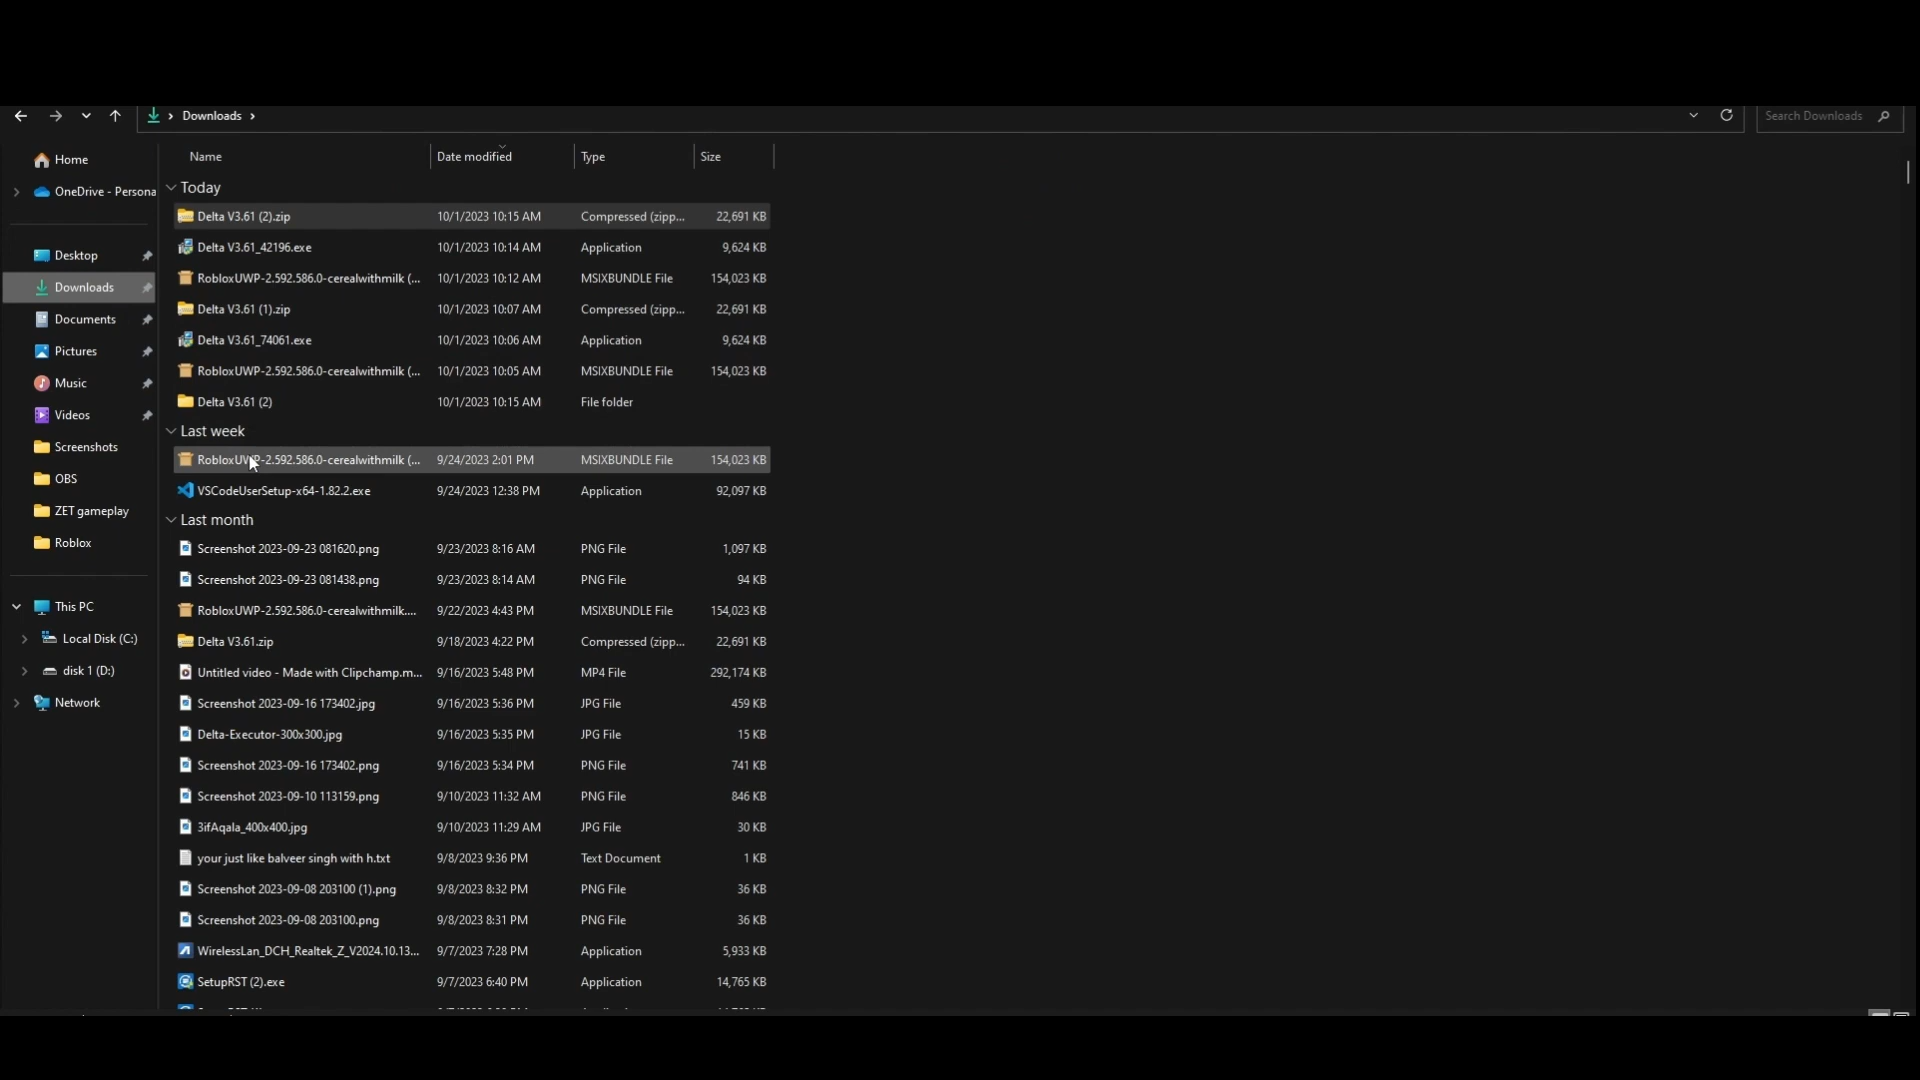 Downloads
Search Downloads
Home
OneDrive - Persona
Desktop
Downloads
Documents
Pictures
Music
Videos
Screenshots
OBS
ZET gameplay
Roblox
This PC
Local Disk (C:)
disk 1 (D:)
Network
Name Date modified Type Size
Today
Delta V3.61 (2).zip 10/1/2023 10:15 AM Compressed (zipp... 22,691 KB
Delta V3.61_42196.exe 10/1/2023 10:14 AM Application 9,624 KB
RobloxUWP-2.592.586.0-cerealwithmilk (... 10/1/2023 10:12 AM MSIXBUNDLE File 154,023 KB
Delta V3.61 (1).zip 10/1/2023 10:07 AM Compressed (zipp... 22,691 KB
Delta V3.61_74061.exe 10/1/2023 10:06 AM Application 9,624 KB
RobloxUWP-2.592.586.0-cerealwithmilk (... 10/1/2023 10:05 AM MSIXBUNDLE File 154,023 KB
Delta V3.61 (2) 10/1/2023 10:15 AM File folder
Last week
RobloxUWP-2.592.586.0-cerealwithmilk (... 9/24/2023 2:01 PM MSIXBUNDLE File 154,023 KB
VSCodeUserSetup-x64-1.82.2.exe 9/24/2023 12:38 PM Application 92,097 KB
Last month
Screenshot 2023-09-23 081620.png 9/23/2023 8:16 AM PNG File 1,097 KB
Screenshot 2023-09-23 081438.png 9/23/2023 8:14 AM PNG File 94 KB
RobloxUWP-2.592.586.0-cerealwithmilk.... 9/22/2023 4:43 PM MSIXBUNDLE File 154,023 KB
Delta V3.61.zip 9/18/2023 4:22 PM Compressed (zipp... 22,691 KB
Untitled video - Made with Clipchamp.m... 9/16/2023 5:48 PM MP4 File 292,174 KB
Screenshot 2023-09-16 173402.jpg 9/16/2023 5:36 PM JPG File 459 KB
Delta-Executor-300x300.jpg 9/16/2023 5:35 PM JPG File 15 KB
Screenshot 2023-09-16 173402.png 9/16/2023 5:34 PM PNG File 741 KB
Screenshot 2023-09-10 113159.png 9/10/2023 11:32 AM PNG File 846 KB
3ifAqala_400x400.jpg 9/10/2023 11:29 AM JPG File 30 KB
your just like balveer singh with h.txt 9/8/2023 9:36 PM Text Document 1 KB
Screenshot 2023-09-08 203100 (1).png 9/8/2023 8:32 PM PNG File 36 KB
Screenshot 2023-09-08 203100.png 9/8/2023 8:31 PM PNG File 36 KB
WirelessLan_DCH_Realtek_Z_V2024.10.13... 9/7/2023 7:28 PM Application 5,933 KB
SetupRST (2).exe 9/7/2023 6:40 PM Application 14,765 KB